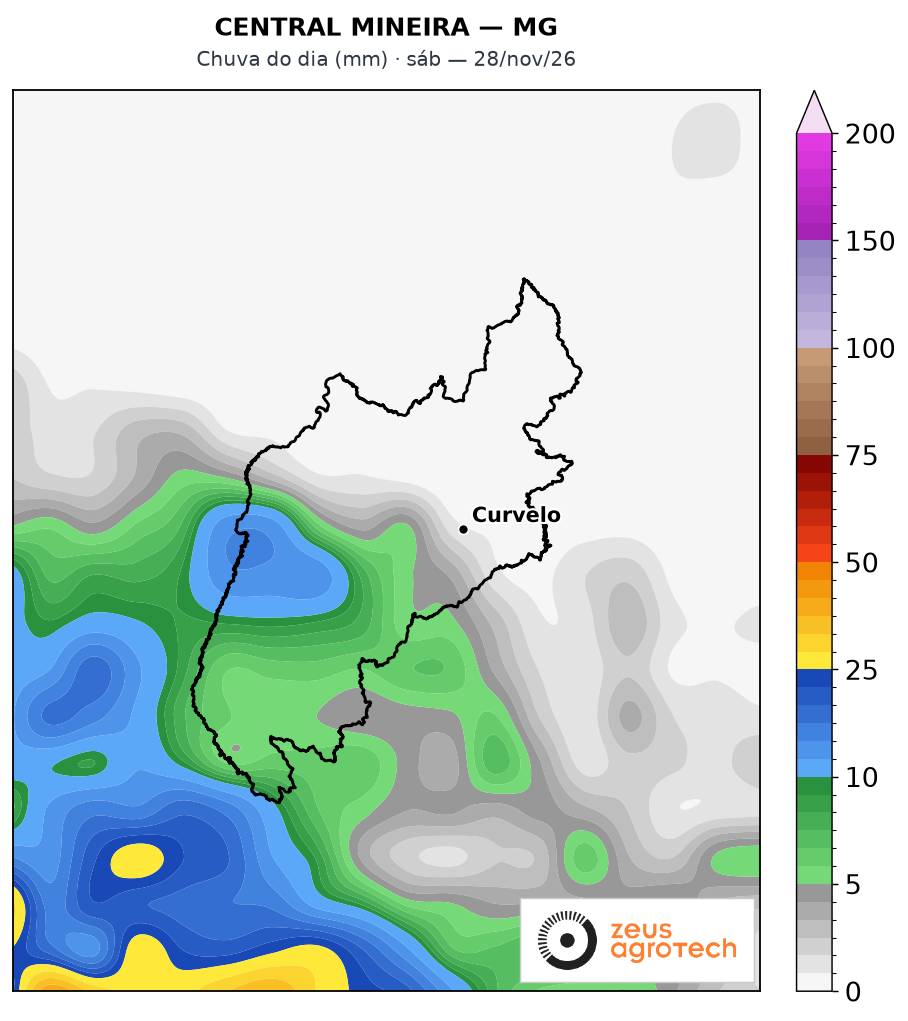 CENTRAL MINEIRA — MG
Chuva do dia (mm) · sáb — 28/nov/26
200
150
100
75
50
25
10
5
0
Curvelo
zeus
agrotech